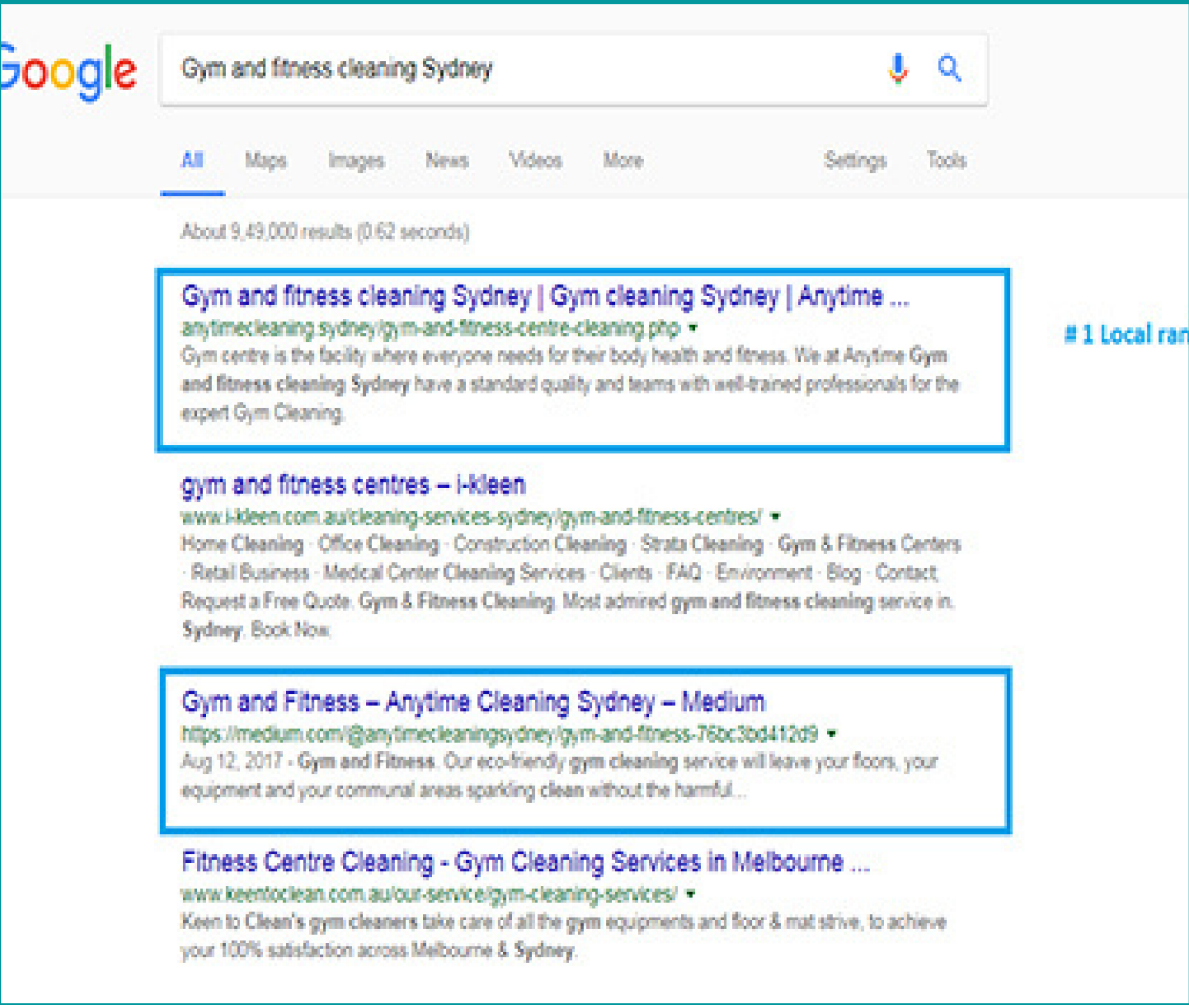 Google
Gym and fitness cleaning Sydney
All Maps Images News Videos More Settings Tools
About 9,49,000 results (0.62 seconds)
Gym and fitness cleaning Sydney | Gym cleaning Sydney | Anytime ...
anytimecleaning.sydney/gym-and-fitness-centre-cleaning.php
Gym centre is the facility where everyone needs for their body health and fitness. We at Anytime Gym
and fitness cleaning Sydney have a standard quality and teams with well-trained professionals for the
expert Gym Cleaning.
# 1 Local ran
gym and fitness centres – i-kleen
www.i-kleen.com.au/cleaning-services-sydney/gym-and-fitness-centres/
Home Cleaning · Office Cleaning · Construction Cleaning · Strata Cleaning · Gym & Fitness Centers
· Retail Business · Medical Center Cleaning Services · Clients · FAQ · Environment · Blog · Contact.
Request a Free Quote. Gym & Fitness Cleaning. Most admired gym and fitness cleaning service in.
Sydney. Book Now.
Gym and Fitness – Anytime Cleaning Sydney – Medium
https://medium.com/@anytimecleaningsydney/gym-and-fitness-76bc3bd412d9
Aug 12, 2017 - Gym and Fitness. Our eco-friendly gym cleaning service will leave your floors, your
equipment and your communal areas sparkling clean without the harmful...
Fitness Centre Cleaning - Gym Cleaning Services in Melbourne ...
www.keentoclean.com.au/our-service/gym-cleaning-services/
Keen to Clean's gym cleaners take care of all the gym equipments and floor & mat strive, to achieve
your 100% satisfaction across Melbourne & Sydney.